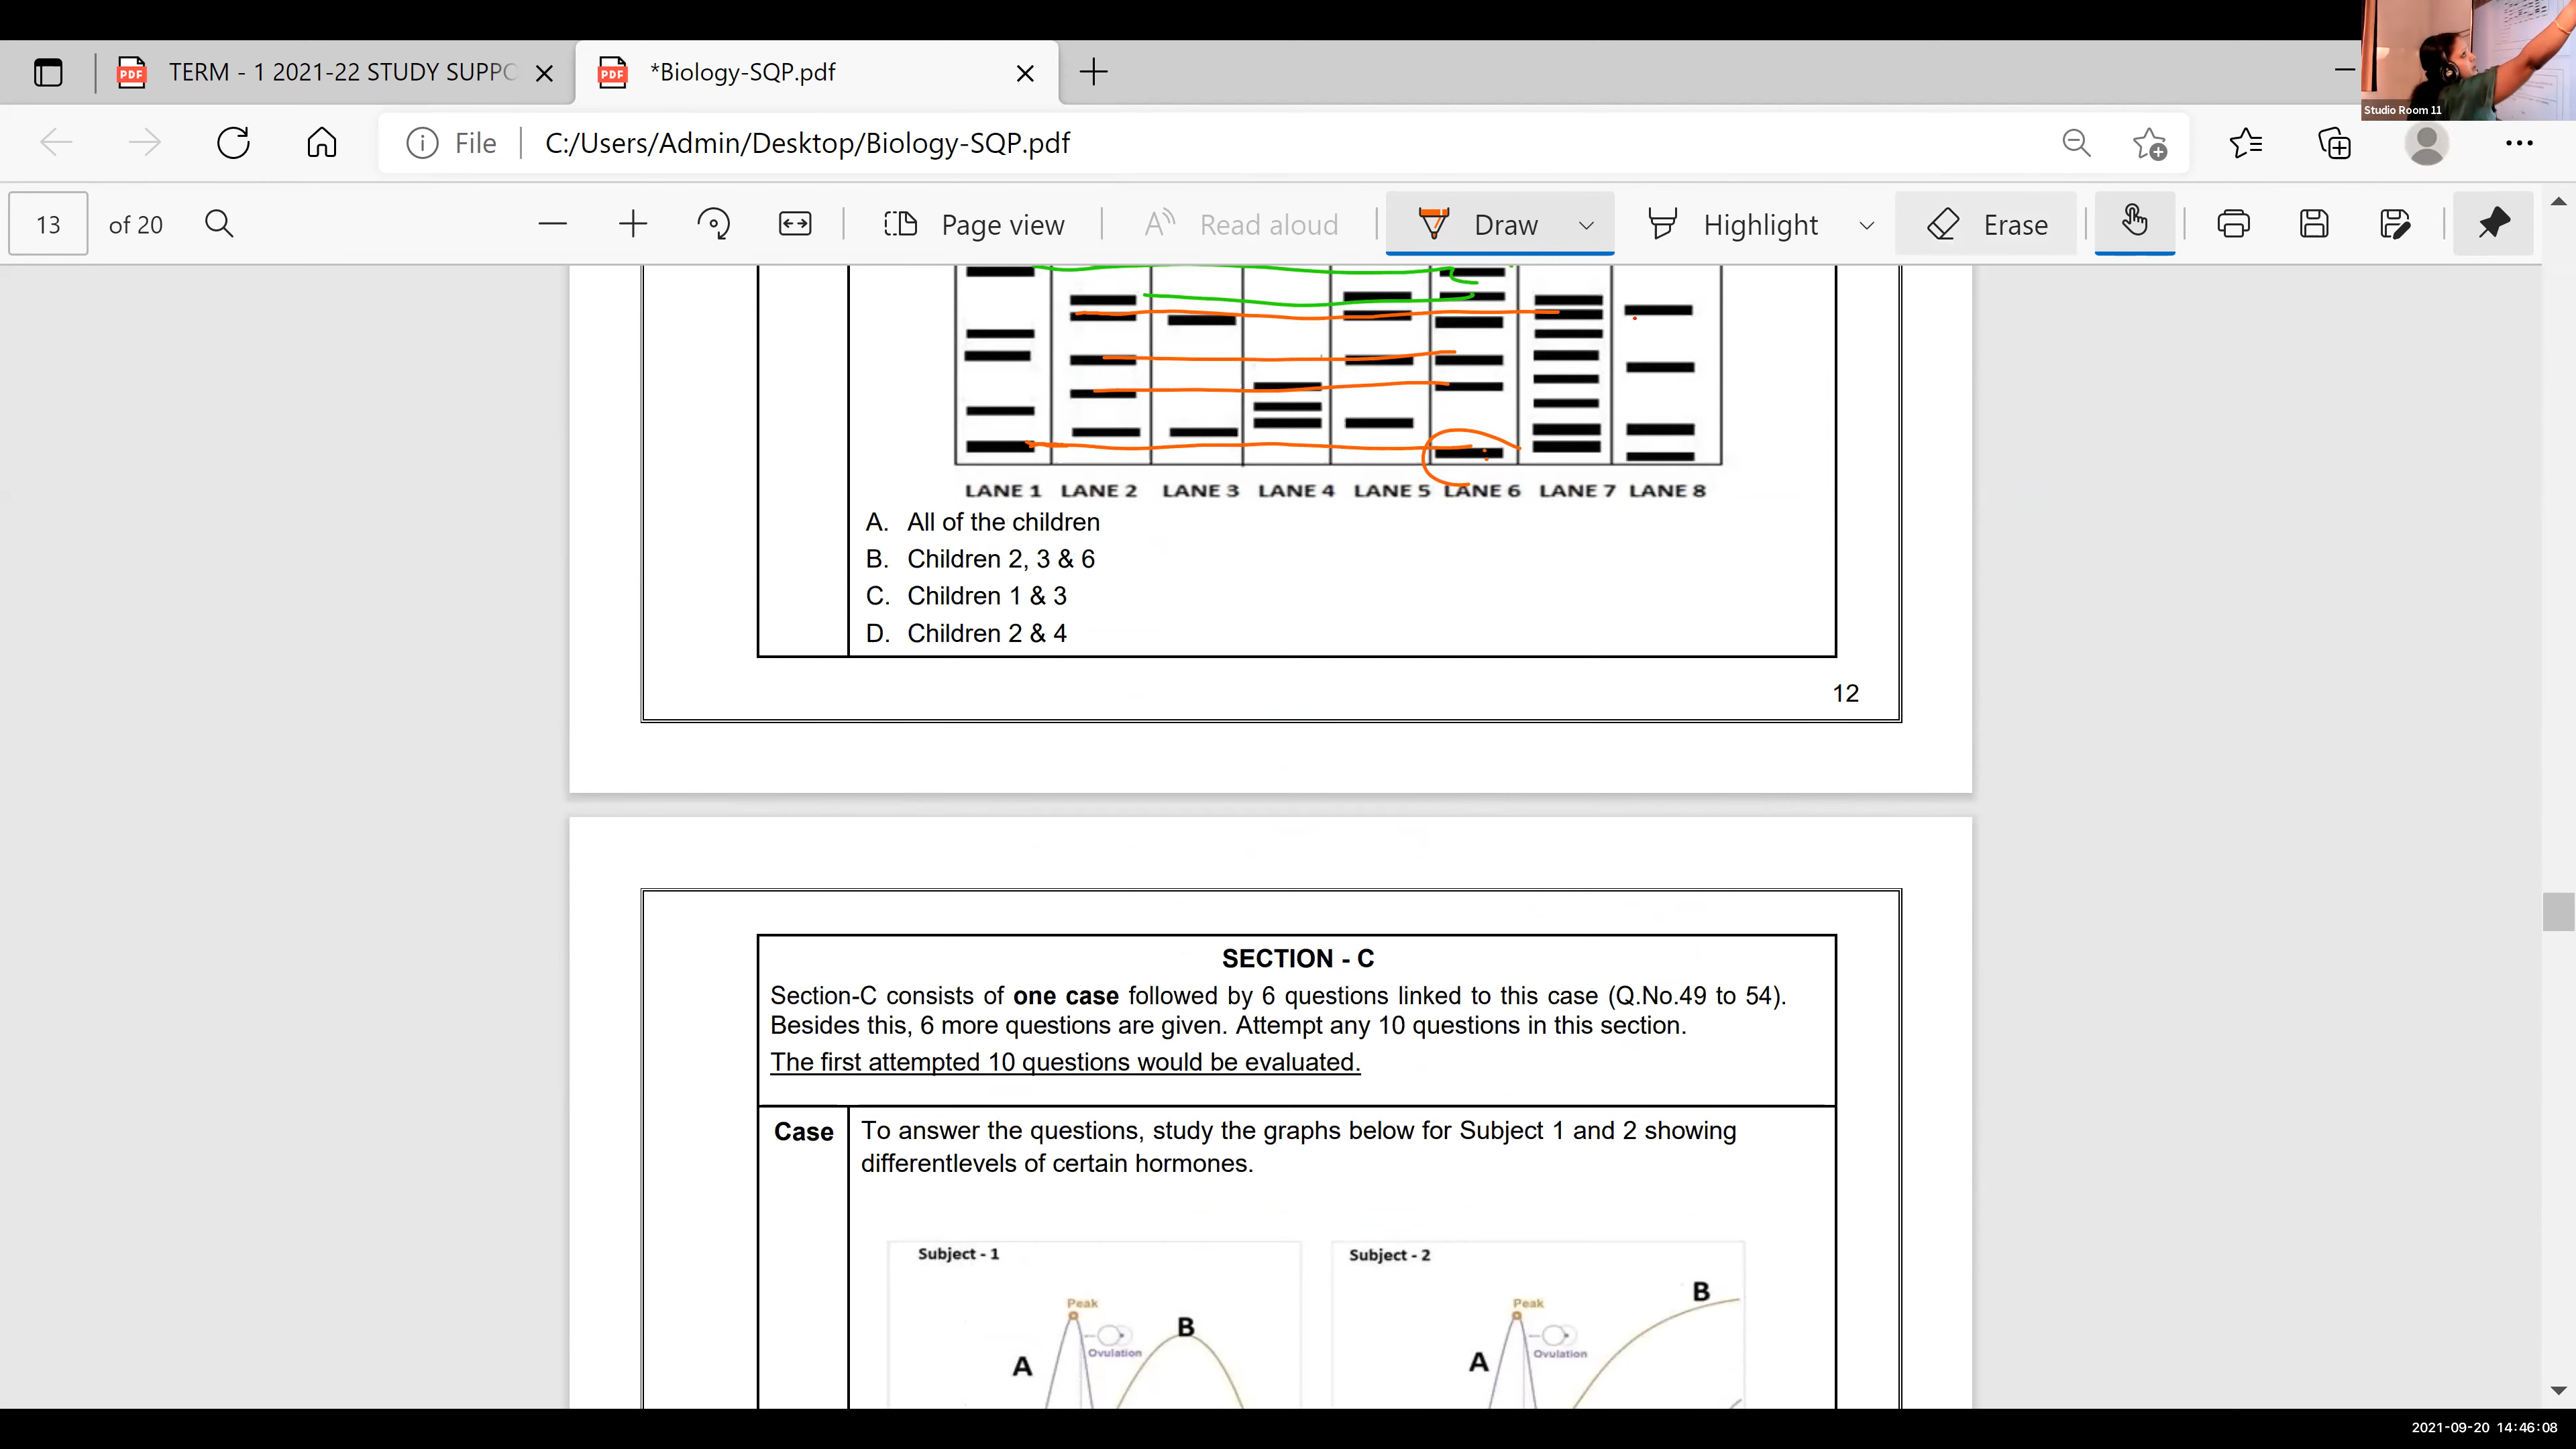 Studio Room 11
TERM - 1 2021-22 STUDY SUPPO
*Biology-SQP.pdf
File
C:/Users/Admin/Desktop/Biology-SQP.pdf
13 of 20
Page view
Read aloud
Draw
Highlight
Erase
LANE 1 LANE 2 LANE 3 LANE 4 LANE 5 LANE 6 LANE 7 LANE 8
A. All of the children
B. Children 2, 3 & 6
C. Children 1 & 3
D. Children 2 & 4
12
SECTION - C
Section-C consists of one case followed by 6 questions linked to this case (Q.No.49 to 54).
Besides this, 6 more questions are given. Attempt any 10 questions in this section.
The first attempted 10 questions would be evaluated.
Case
To answer the questions, study the graphs below for Subject 1 and 2 showing
differentlevels of certain hormones.
Subject - 1
Peak
Ovulation
A
B
Subject - 2
Peak
Ovulation
A
B
2021-09-20 14:46:08